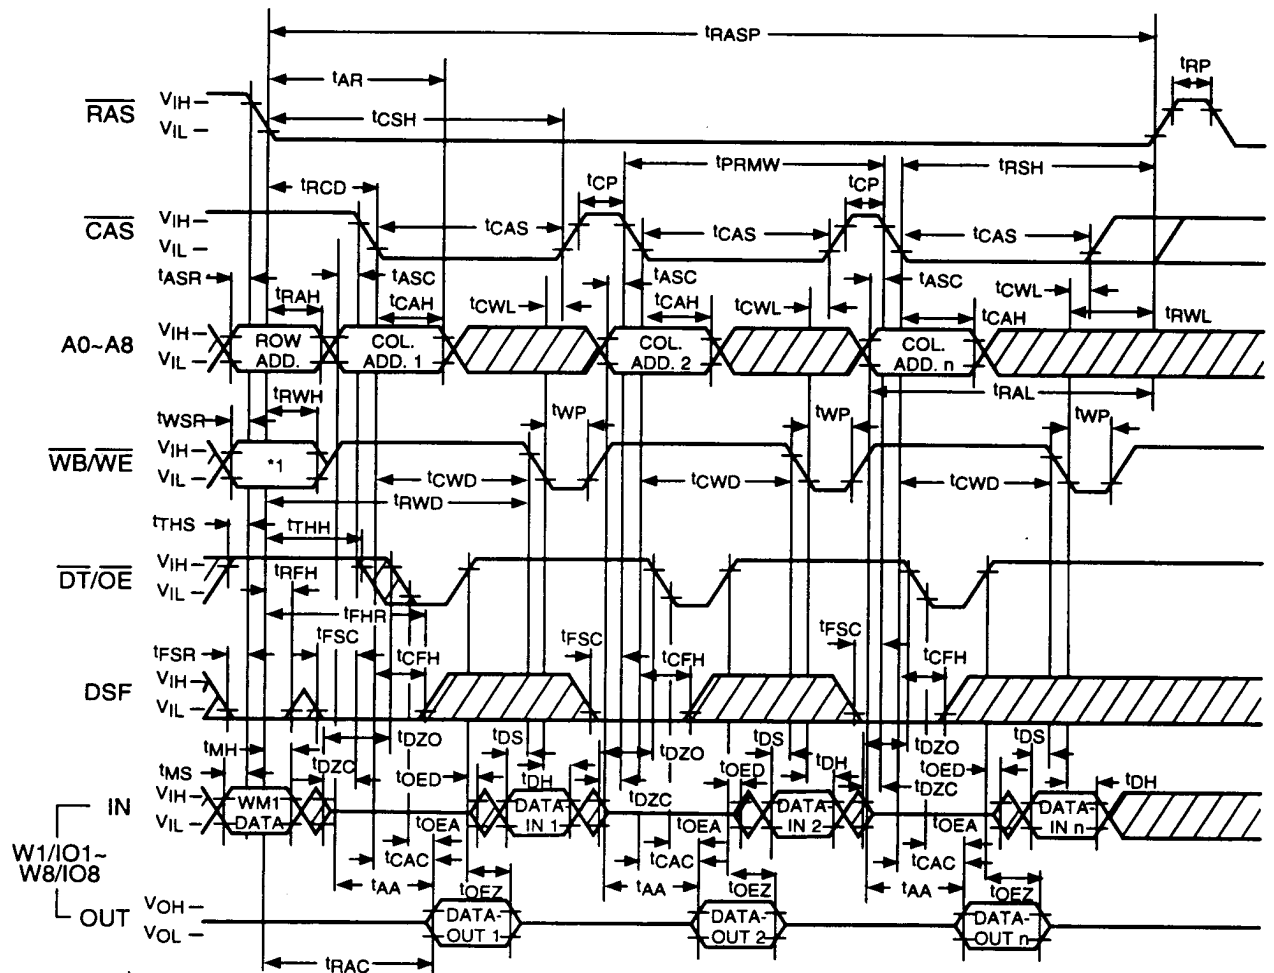 tRASP
tAR
tRP
RAS
VIH
VIL
tCSH
tPRMW
tRSH
tRCD
tCP
tCP
CAS
VIH
VIL
tCAS
tCAS
tCAS
tASR
tRAH
tASC
tCAH
tCWL
tASC
tCAH
tCWL
tASC
tCWL
tCAH
tRWL
A0~A8
VIH
VIL
ROW ADD.
COL. ADD. 1
COL. ADD. 2
COL. ADD. n
tRAL
tWSR
tRWH
tWP
tWP
tWP
WB/WE
VIH
VIL
*1
tCWD
tCWD
tCWD
tRWD
tTHS
tTHH
DT/OE
VIH
VIL
tRFH
tFHR
tFSR
tFSC
tCFH
tFSC
tCFH
tFSC
tCFH
DSF
VIH
VIL
tMH
tDZO
tDS
tDZO
tDS
tDZO
tDS
tMS
tDZC
tOED
tDH
tDZC
tOED
tDH
tOED
tDZC
tDH
IN
VIH
VIL
WM1 DATA
DATA IN 1
DATA IN 2
DATA IN n
W1/IO1~
W8/IO8
tOEA
tOEA
tOEA
tCAC
tCAC
tCAC
tAA
tOEZ
tAA
tOEZ
tAA
tOEZ
OUT
VOH
VOL
DATA-OUT 1
DATA-OUT 2
DATA-OUT n
tRAC